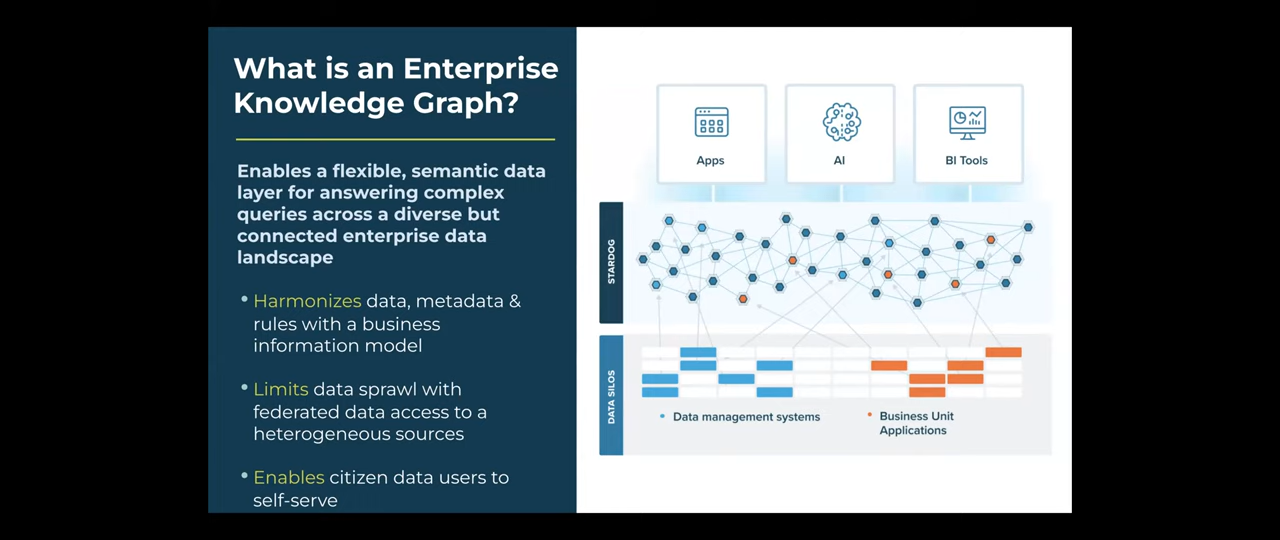 What is an Enterprise
Knowledge Graph?
Enables a flexible, semantic data
layer for answering complex
queries across a diverse but
connected enterprise data
landscape
• Harmonizes data, metadata &
rules with a business
information model
• Limits data sprawl with
federated data access to a
heterogeneous sources
• Enables citizen data users to
self-serve
Apps
AI
BI Tools
STARDOG
DATA SILOS
• Data management systems
• Business Unit
Applications